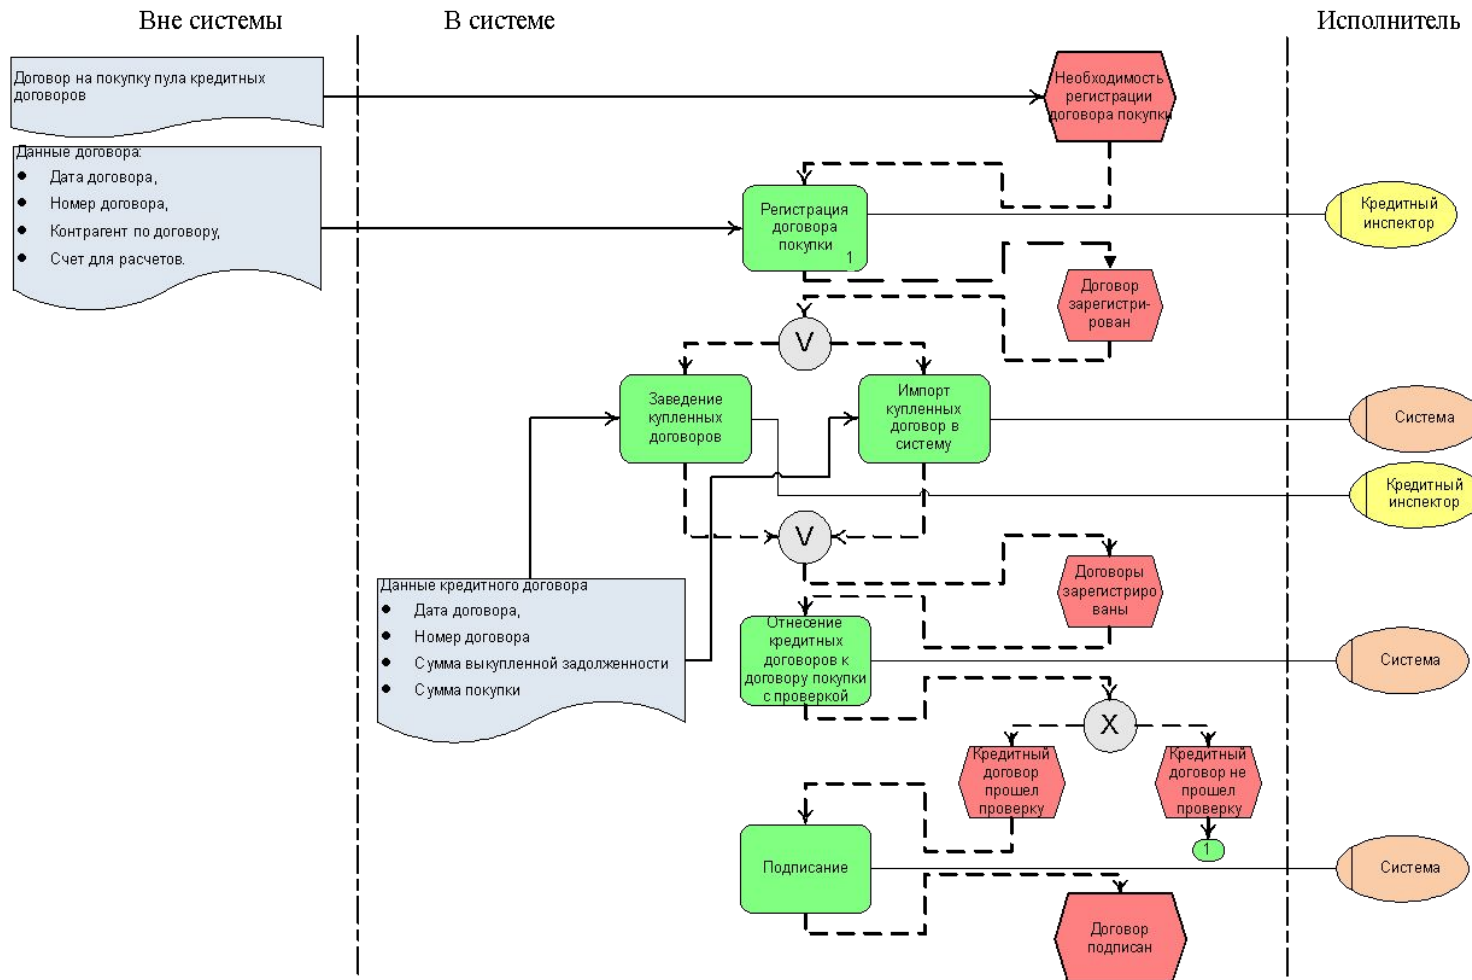 Вне системы
В системе
Исполнитель
Договор на покупку пула кредитных
договоров
Необходимость
регистрации
договора покупки
Данные договора:
Дата договора,
Номер договора,
Контрагент по договору,
Счет для расчетов.
Регистрация
договора
покупки
1
Кредитный
инспектор
Договор
зарегистри-
рован
V
Заведение
купленных
договоров
Импорт
купленных
договор в
систему
Система
Кредитный
инспектор
V
Договоры
зарегистриро
ваны
Данные кредитного договора
Дата договора,
Номер договора
Сумма выкупленной задолженности
Сумма покупки
Отнесение
кредитных
договоров к
договору покупки
с проверкой
Система
X
Кредитный
договор
прошел
проверку
Кредитный
договор не
прошел
проверку
1
Подписание
Система
Договор
подписан